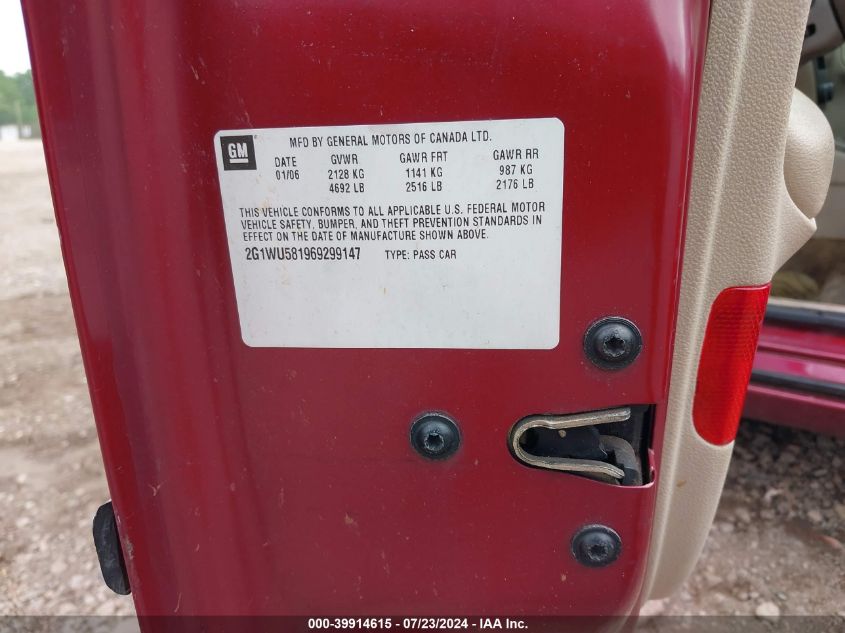 GM
MFD BY GENERAL MOTORS OF CANADA LTD.
DATE GVWR GAWR FRT GAWR RR
01/06 2128 KG 1141 KG 987 KG
4692 LB 2516 LB 2176 LB
THIS VEHICLE CONFORMS TO ALL APPLICABLE U.S. FEDERAL MOTOR
VEHICLE SAFETY, BUMPER, AND THEFT PREVENTION STANDARDS IN
EFFECT ON THE DATE OF MANUFACTURE SHOWN ABOVE.
2G1WU581969299147 TYPE: PASS CAR
000-39914615 - 07/23/2024 - IAA Inc.